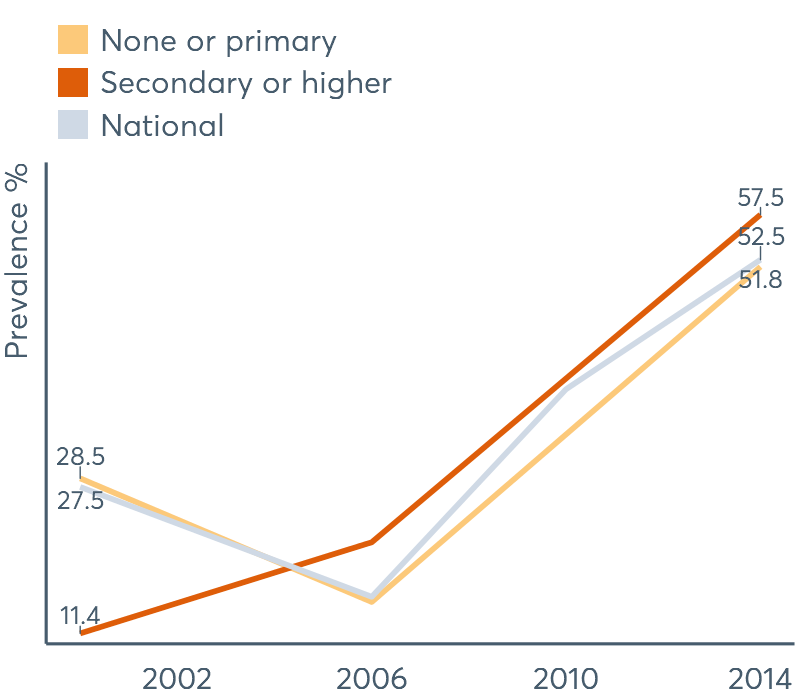 None or primary
Secondary or higher
National
Prevalence %
57.5
52.5
51.8
28.5
27.5
11.4
2002 2006 2010 2014